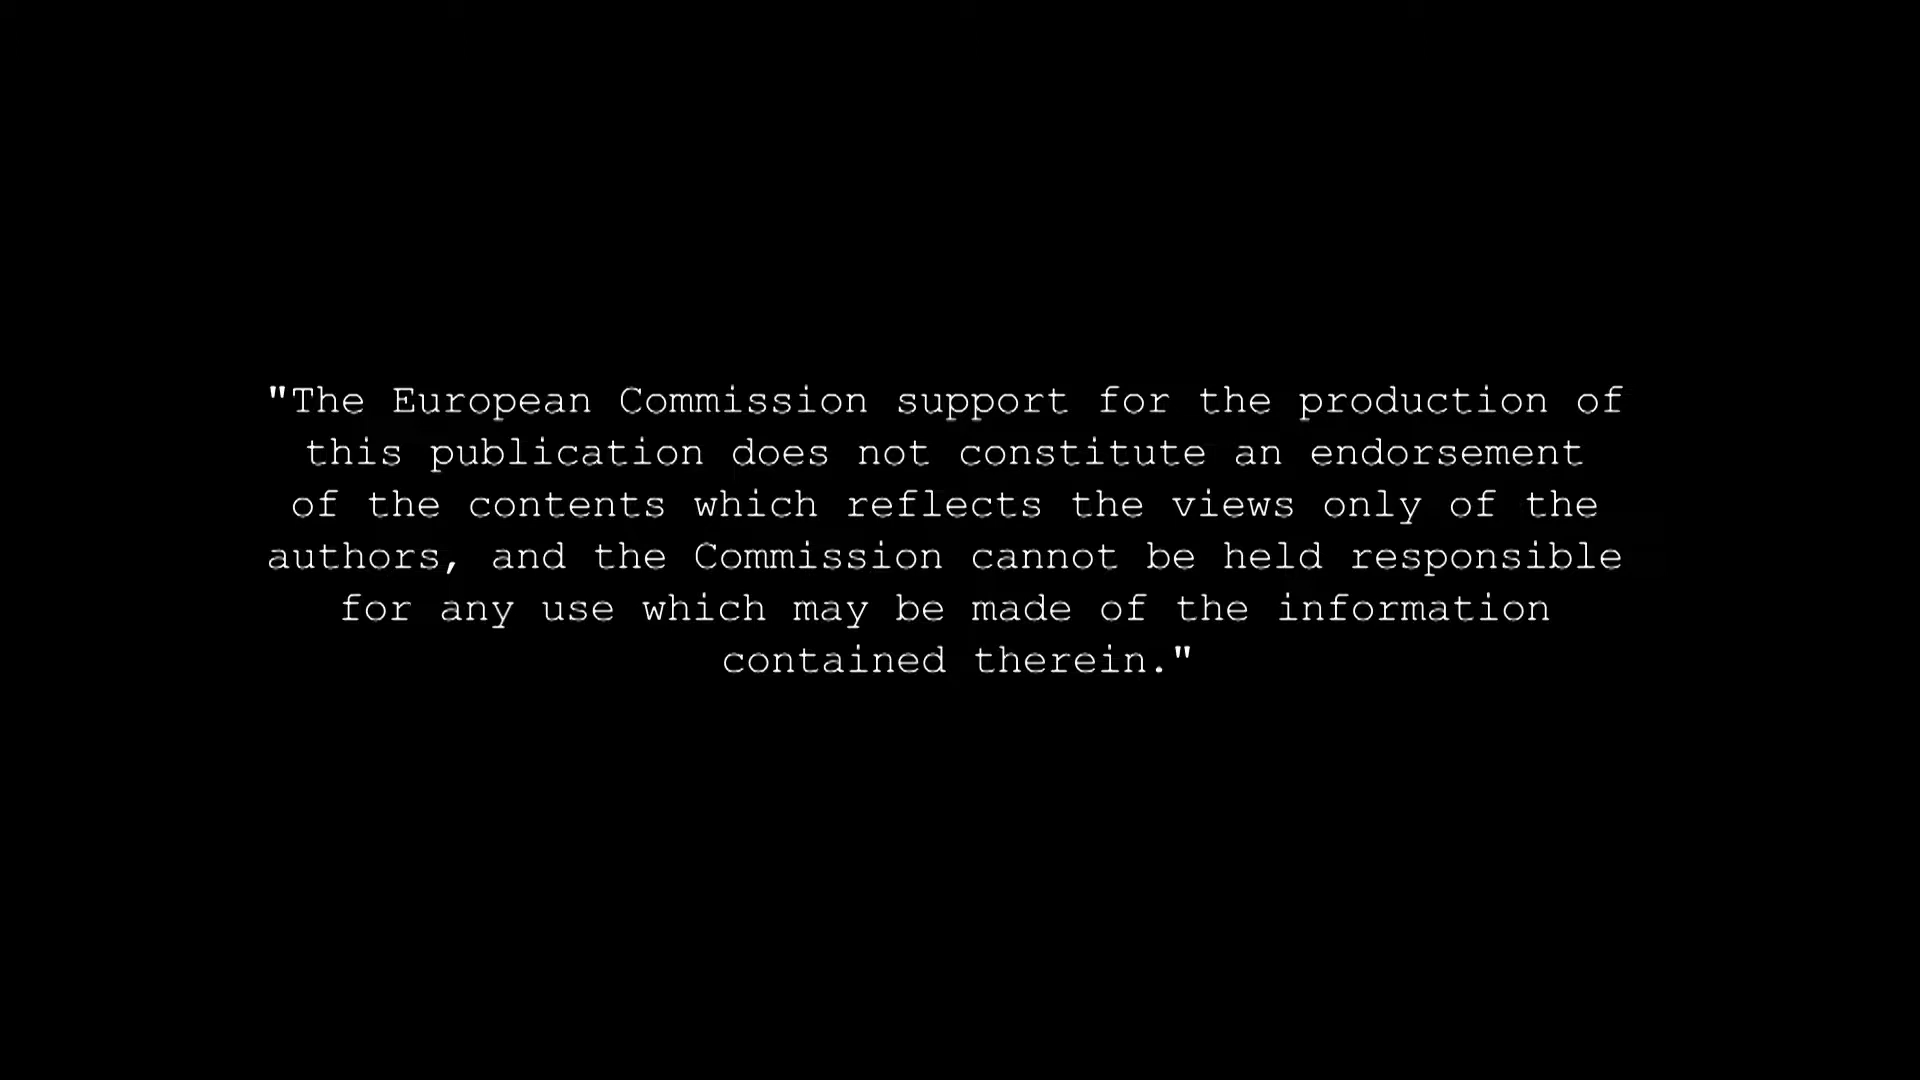 "The European Commission support for the production of
this publication does not constitute an endorsement
of the contents which reflects the views only of the
authors, and the Commission cannot be held responsible
for any use which may be made of the information
contained therein."